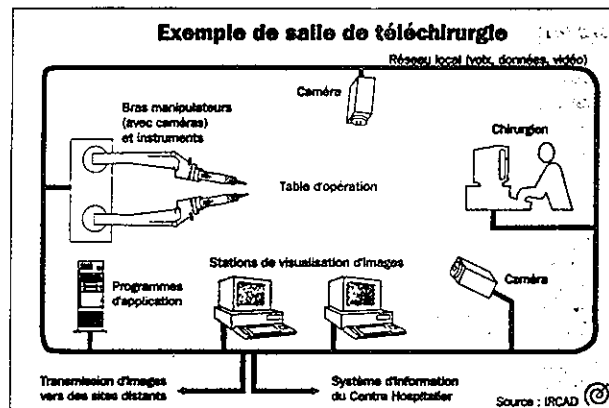 Exemple de salle de téléchirurgie
Réseau local (voix, données, vidéo)
Caméra
Bras manipulateurs
(avec caméras)
et instruments
Chirurgien
Table d'opération
Stations de visualisation d'images
Caméra
Programmes
d'application
Transmission d'images
vers des sites distants
Système d'information
du Centre Hospitalier
Source : IRCAD